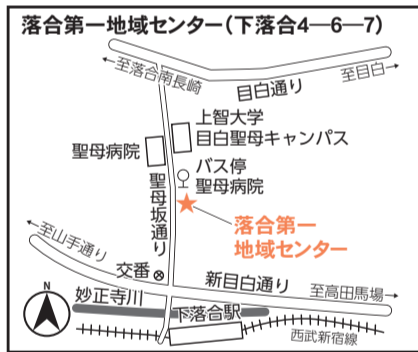 落合第一地域センター(下落合4―6―7)
至落合南長崎
至目白
目白通り
上智大学
目白聖母キャンパス
聖母病院
バス停
聖母病院
聖母坂通り
落合第一
地域センター
至山手通り
交番
新目白通り
至高田馬場
妙正寺川
下落合駅
西武新宿線
N